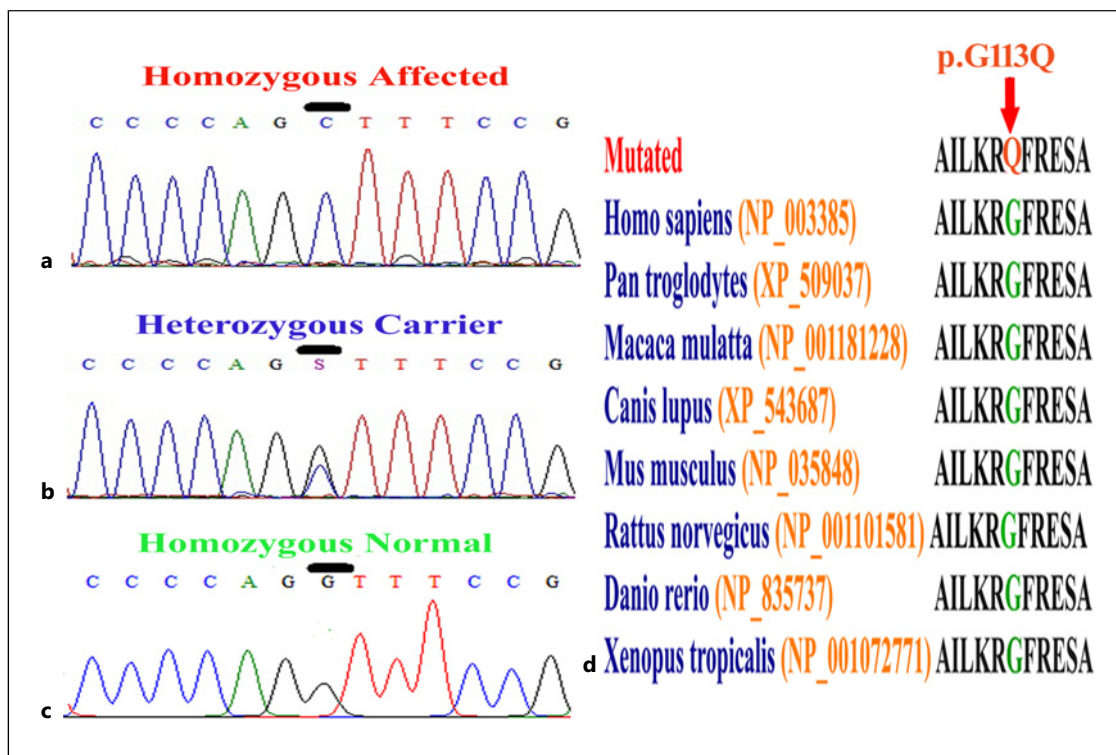 Homozygous Affected
C C C C A G C T T T C C G
a
Heterozygous Carrier
C C C C A G S T T T C C G
b
Homozygous Normal
C C C C A G G T T T C C G
c
p.G113Q
Mutated AILKRQFRESA
Homo sapiens (NP_003385) AILKRGFRESA
Pan troglodytes (XP_509037) AILKRGFRESA
Macaca mulatta (NP_001181228) AILKRGFRESA
Canis lupus (XP_543687) AILKRGFRESA
Mus musculus (NP_035848) AILKRGFRESA
Rattus norvegicus (NP_001101581) AILKRGFRESA
Danio rerio (NP_835737) AILKRGFRESA
d Xenopus tropicalis (NP_001072771) AILKRGFRESA